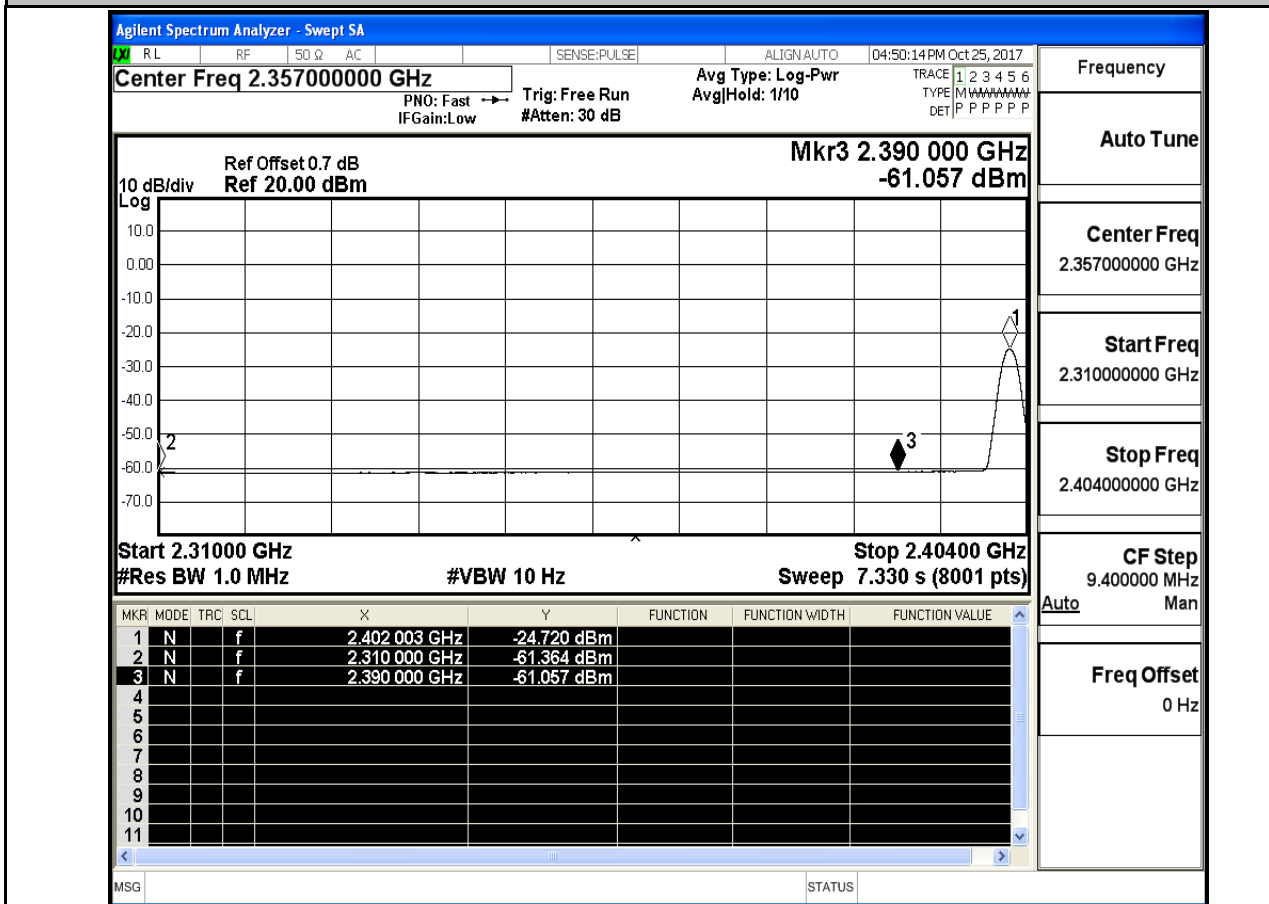 Agilent Spectrum Analyzer - Swept SA
LXI RL RF 50 Ω AC SENSE:PULSE ALIGN AUTO 04:50:14 PM Oct 25, 2017
Center Freq 2.357000000 GHz
PNO: Fast
IFGain:Low
Trig: Free Run
#Atten: 30 dB
Avg Type: Log-Pwr
Avg|Hold: 1/10
TRACE 1 2 3 4 5 6
TYPE M WWWWW
DET P P P P P P
Ref Offset 0.7 dB
10 dB/div Ref 20.00 dBm
Log
Mkr3 2.390 000 GHz
-61.057 dBm
10.0
0.00
-10.0
-20.0
-30.0
-40.0
-50.0
-60.0
-70.0
1
2
3
Start 2.31000 GHz Stop 2.40400 GHz
#Res BW 1.0 MHz #VBW 10 Hz Sweep 7.330 s (8001 pts)
MKR MODE TRC SCL X Y FUNCTION FUNCTION WIDTH FUNCTION VALUE
1 N f 2.402 003 GHz -24.720 dBm
2 N f 2.310 000 GHz -61.364 dBm
3 N f 2.390 000 GHz -61.057 dBm
4
5
6
7
8
9
10
11
MSG STATUS
Frequency
Auto Tune
Center Freq
2.357000000 GHz
Start Freq
2.310000000 GHz
Stop Freq
2.404000000 GHz
CF Step
9.400000 MHz
Auto Man
Freq Offset
0 Hz